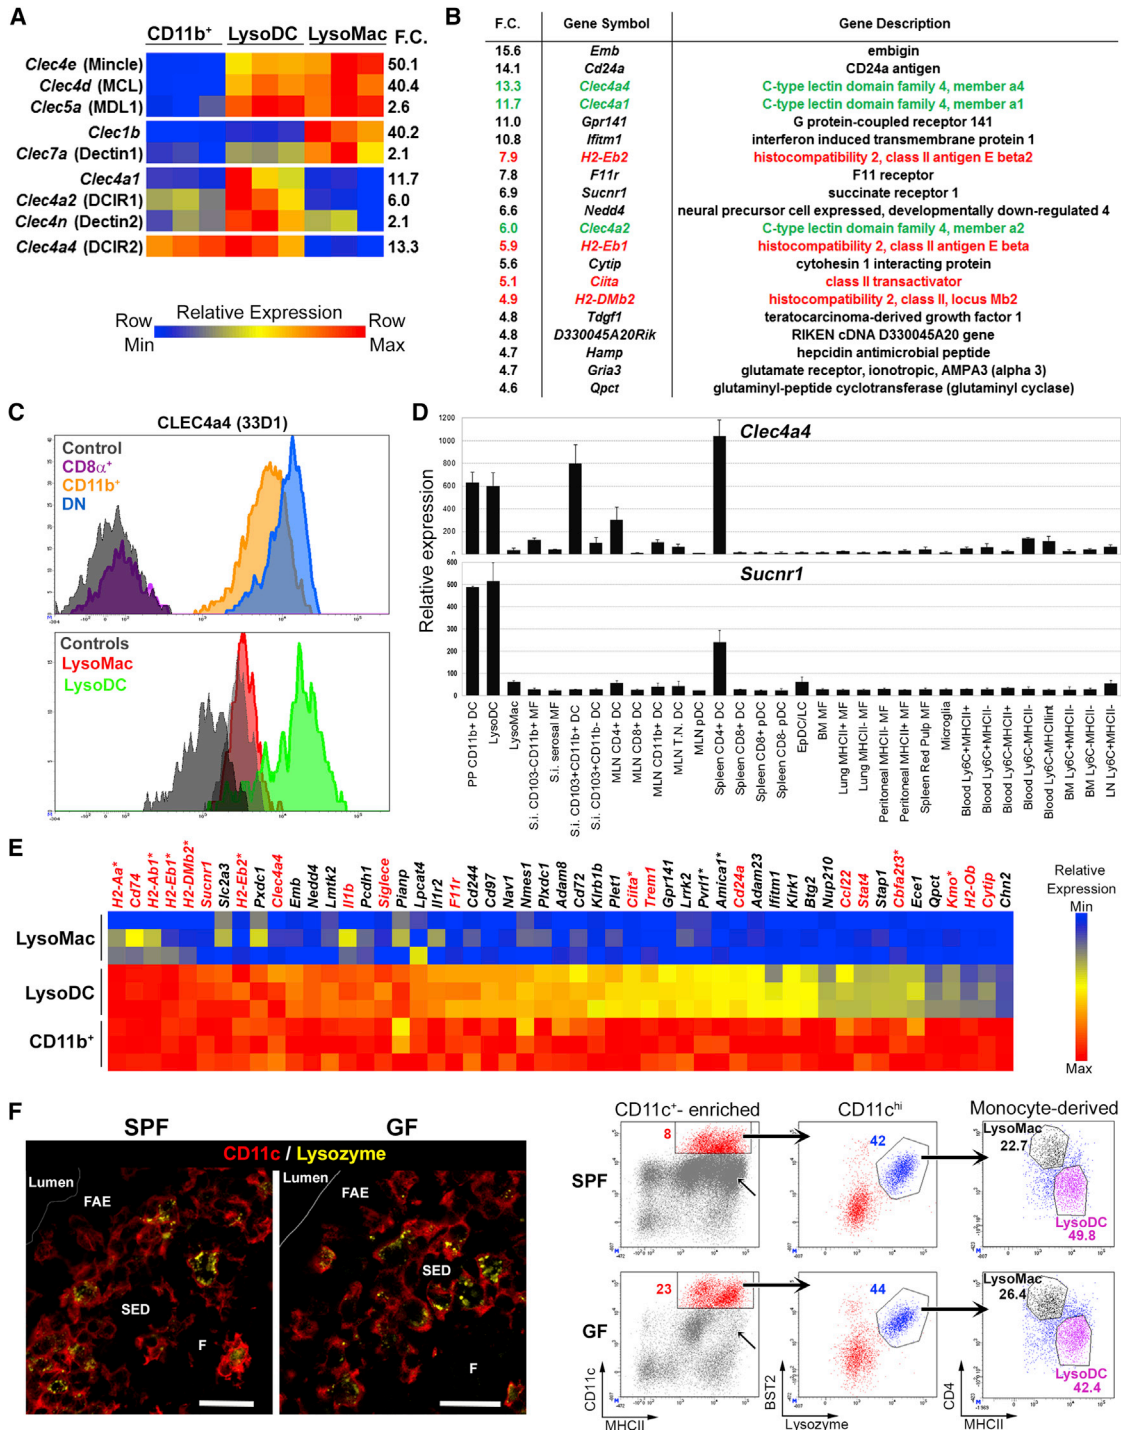 A
CD11b⁺ LysoDC LysoMac F.C.
Clec4e (Mincle) 50.1
Clec4d (MCL) 40.4
Clec5a (MDL1) 2.6
Clec1b 40.2
Clec7a (Dectin1) 2.1
Clec4a1 11.7
Clec4a2 (DCIR1) 6.0
Clec4n (Dectin2) 2.1
Clec4a4 (DCIR2) 13.3
Relative Expression
Row Min
Row Max
B
F.C. Gene Symbol Gene Description
15.6 Emb embigin
14.1 Cd24a CD24a antigen
13.3 Clec4a4 C-type lectin domain family 4, member a4
11.7 Clec4a1 C-type lectin domain family 4, member a1
11.0 Gpr141 G protein-coupled receptor 141
10.8 Ifitm1 interferon induced transmembrane protein 1
7.9 H2-Eb2 histocompatibility 2, class II antigen E beta2
7.8 F11r F11 receptor
6.9 Sucnr1 succinate receptor 1
6.6 Nedd4 neural precursor cell expressed, developmentally down-regulated 4
6.0 Clec4a2 C-type lectin domain family 4, member a2
5.9 H2-Eb1 histocompatibility 2, class II antigen E beta
5.6 Cytip cytohesin 1 interacting protein
5.1 Ciita class II transactivator
4.9 H2-DMb2 histocompatibility 2, class II, locus Mb2
4.8 Tdgf1 teratocarcinoma-derived growth factor 1
4.8 D330045A20Rik RIKEN cDNA D330045A20 gene
4.7 Hamp hepcidin antimicrobial peptide
4.7 Gria3 glutamate receptor, ionotropic, AMPA3 (alpha 3)
4.6 Qpct glutaminyl-peptide cyclotransferase (glutaminyl cyclase)
C
CLEC4a4 (33D1)
Control
CD8α⁺
CD11b⁺
DN
Controls
LysoMac
LysoDC
D
Relative expression
Clec4a4
1200
1000
800
600
400
200
0
Sucnr1
600
500
400
300
200
100
0
PP CD11b+ DC
LysoDC
LysoMac
S.i. CD103-CD11b+ MF
S.i. serosal MF
S.i. CD103+CD11b+ DC
S.i. CD103+CD11b- DC
MLN CD4+ DC
MLN CD8+ DC
MLN CD11b+ DC
MLN T.N. DC
MLN pDC
Spleen CD4+ DC
Spleen CD8+ DC
Spleen CD8+ pDC
Spleen CD8- pDC
EpDC/LC
BM MF
Lung MHCII+ MF
Lung MHCII- MF
Peritoneal MHCII- MF
Peritoneal MHCII+ MF
Spleen Red Pulp MF
Microglia
Blood Ly6C+MHCII+
Blood Ly6C+MHCII-
Blood Ly6C-MHCII+
Blood Ly6C-MHCII-
Blood Ly6C-MHCIIint
BM Ly6C+MHCII-
BM Ly6C-MHCII-
LN Ly6C+MHCII-
E
H2-Aa*
Cd74
H2-Ab1*
H2-Eb1*
H2-DMb2*
Sucnr1
Slc2a3
H2-Eb2*
Pxdc1
Clec4a4
Emb
Nedd4
Lmtk2
Il1b
Pcdh1
Siglece
Pianp
Lpcat4
Il1r2
F11r
Cd244
Cd97
Nav1
Nmes1
Plxdc1
Adam8
Cd72
Klrb1b
Plet1
Ciita*
Trem1
Gpr141
Lrrk2
Pvrl1*
Amica1*
Cd24a
Adam23
Ifitm1
Klrk1
Btg2
Nup210
Ccl22
Stat4
Stap1
Cbfa2t3*
Ece1
Qpct
Kmo*
H2-Ob
Cytip
Chn2
LysoMac
LysoDC
CD11b⁺
Relative Expression
Min
Max
F
SPF GF
CD11c / Lysozyme
Lumen
FAE
SED
F
Lumen
FAE
SED
F
CD11c⁺- enriched CD11cʰⁱ Monocyte-derived
SPF
8
42
LysoMac
22.7
LysoDC
49.8
GF
23
44
LysoMac
26.4
LysoDC
42.4
CD11c
MHCII
BST2
Lysozyme
CD4
MHCII